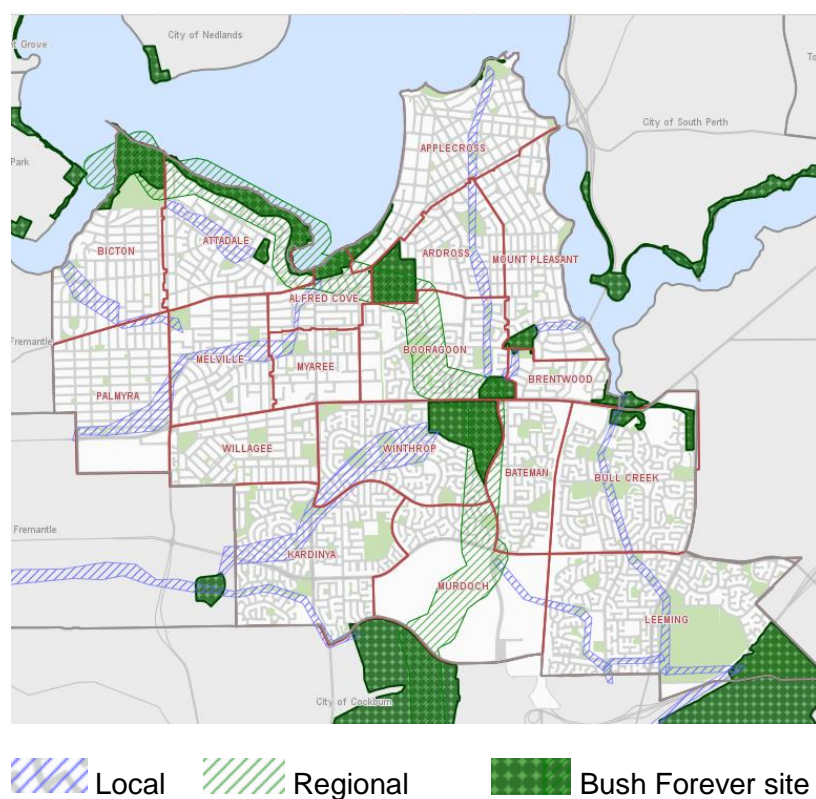 City of Nedlands
t Grove
To
City of South Perth
APPLECROSS
Park
BICTON
ATTADALE
ARDROSS
MOUNT PLEASANT
ALFRED COVE
Fremantle
MELVILLE
MYAREE
BOORAGOON
BRENTWOOD
PALMYRA
WILLAGEE
WINTHROP
BATEMAN
BULL CREEK
Fremantle
KARDINYA
MURDOCH
LEEMING
City of Cockburn
Local
Regional
Bush Forever site